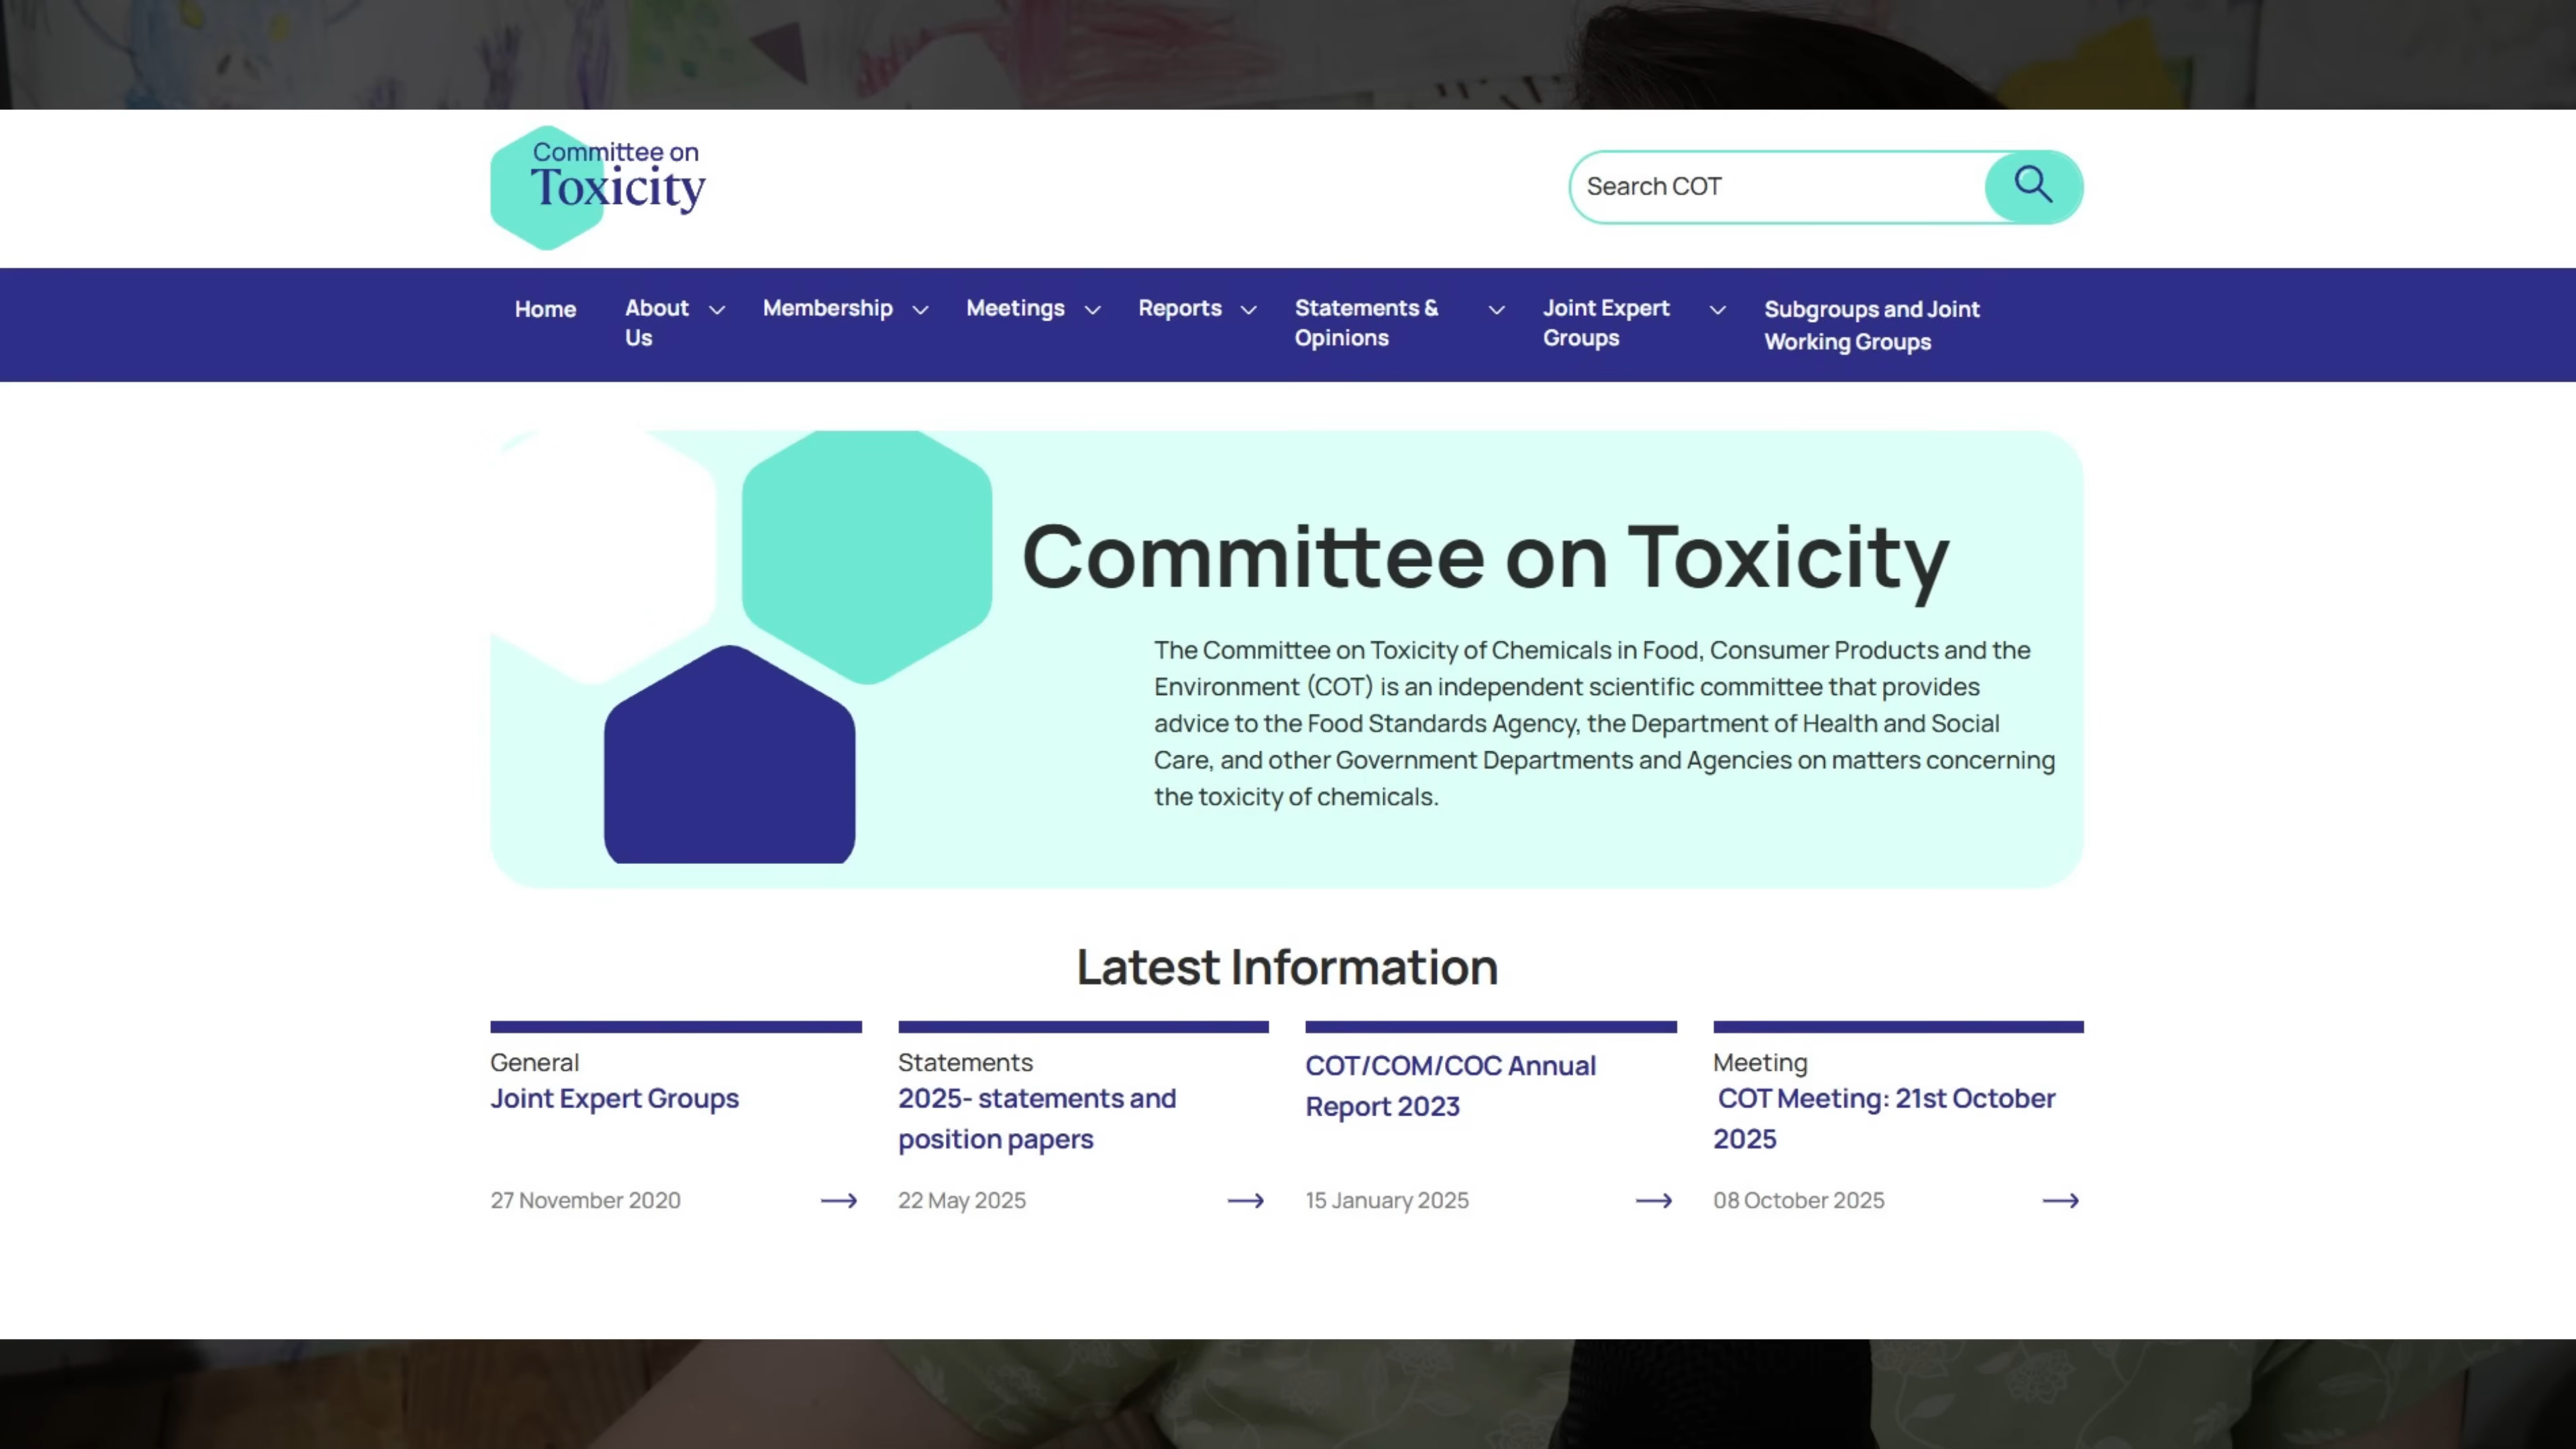 Committee on
Toxicity
Search COT
Home
About
Us
Membership
Meetings
Reports
Statements &
Opinions
Joint Expert
Groups
Subgroups and Joint
Working Groups
Committee on Toxicity
The Committee on Toxicity of Chemicals in Food, Consumer Products and the
Environment (COT) is an independent scientific committee that provides
advice to the Food Standards Agency, the Department of Health and Social
Care, and other Government Departments and Agencies on matters concerning
the toxicity of chemicals.
Latest Information
General
Joint Expert Groups
27 November 2020
Statements
2025- statements and
position papers
22 May 2025
COT/COM/COC Annual
Report 2023
15 January 2025
Meeting
COT Meeting: 21st October
2025
08 October 2025